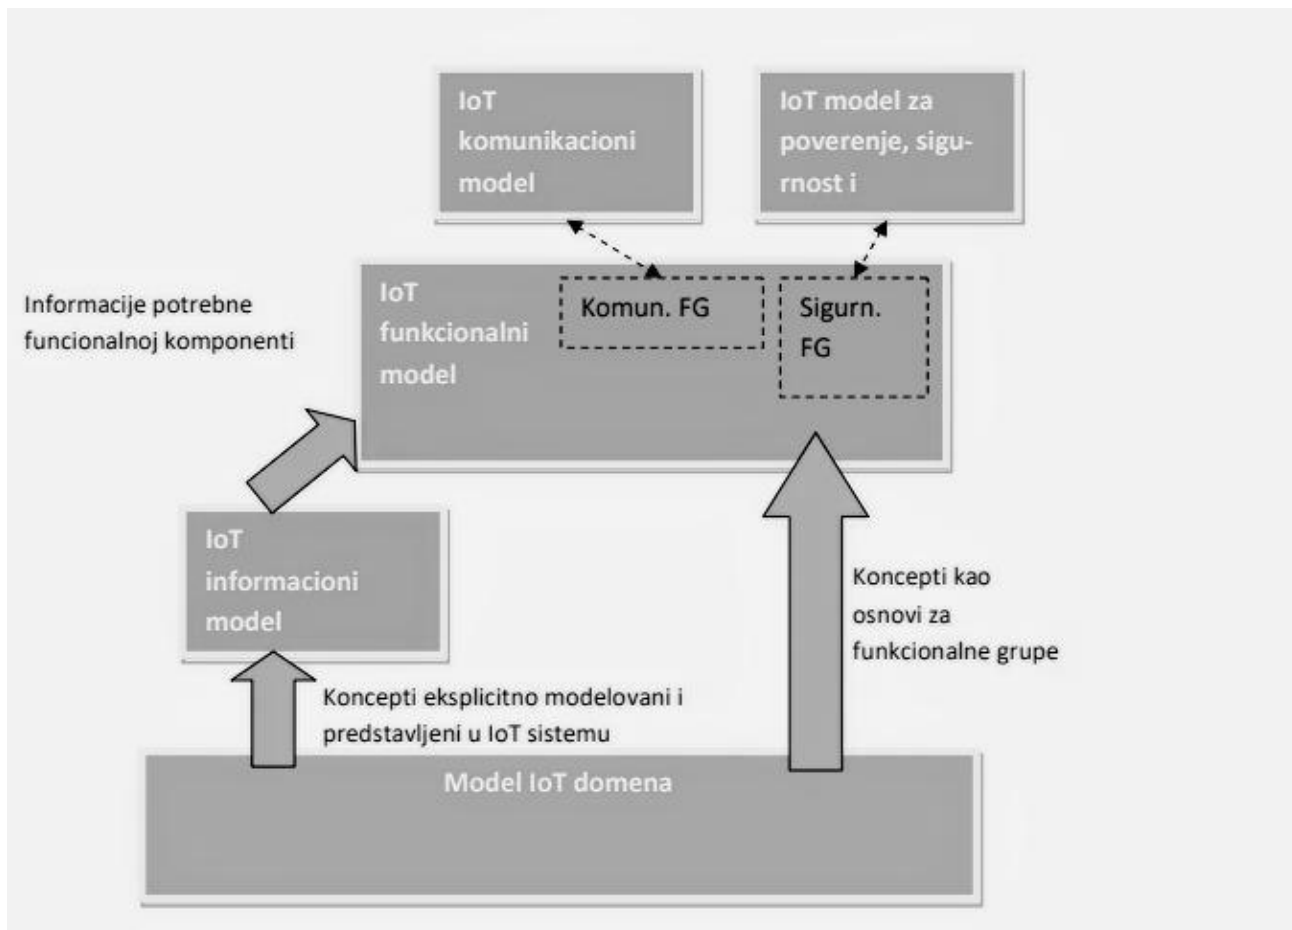 IoT
komunikacioni
model
IoT model za
poverenje, sigu-
rnost i
Informacije potrebne
funcionalnoj komponenti
IoT
funkcionalni
model
Komun. FG
Sigurn.
FG
IoT
informacioni
model
Koncepti kao
osnovi za
funkcionalne grupe
Koncepti eksplicitno modelovani i
predstavljeni u IoT sistemu
Model IoT domena